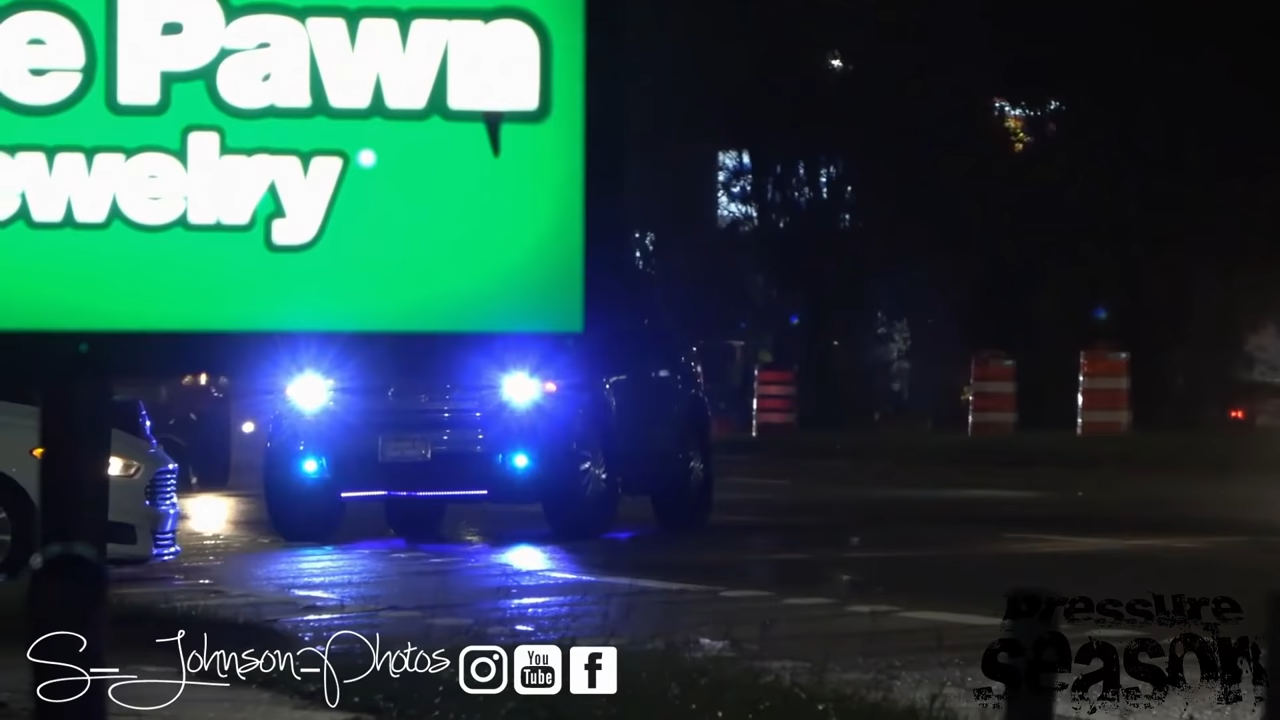 e Pawn
ewelry
S_Johnson_Photos
You
Tube
f
Pressure
season